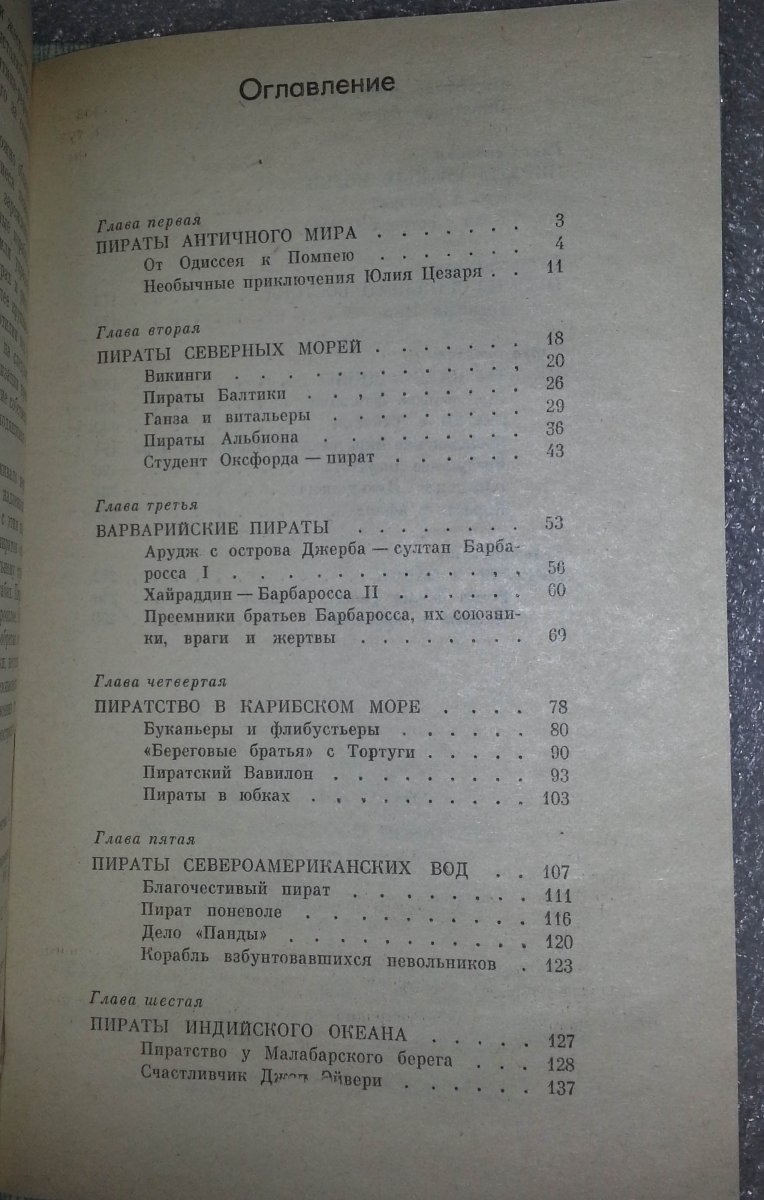 Оглавление
Глава первая
ПИРАТЫ АНТИЧНОГО МИРА . . . . . . . 3
От Одиссея к Помпею . . . . . . . 4
Необычные приключения Юлия Цезаря . . 11
Глава вторая
ПИРАТЫ СЕВЕРНЫХ МОРЕЙ . . . . . . . 18
Викинги . . . . . . . . . . . . . 20
Пираты Балтики . . . . . . . . . 26
Ганза и витальеры . . . . . . . . 29
Пираты Альбиона . . . . . . . . . 36
Студент Оксфорда — пират . . . . . . 43
Глава третья
ВАРВАРИЙСКИЕ ПИРАТЫ . . . . . . . . 53
Арудж с острова Джерба — султан Барба-
росса I . . . . . . . . . . . . . 56
Хайраддин — Барбаросса II . . . . . . 60
Преемники братьев Барбаросса, их союзни-
ки, враги и жертвы . . . . . . . . 69
Глава четвертая
ПИРАТСТВО В КАРИБСКОМ МОРЕ . . . . 78
Буканьеры и флибустьеры . . . . . . 80
«Береговые братья» с Тортуги . . . . . 90
Пиратский Вавилон . . . . . . . . . 93
Пираты в юбках . . . . . . . . . 103
Глава пятая
ПИРАТЫ СЕВЕРОАМЕРИКАНСКИХ ВОД . . 107
Благочестивый пират . . . . . . . . 111
Пират поневоле . . . . . . . . . . 116
Дело «Панды» . . . . . . . . . . . 120
Корабль взбунтовавшихся невольников . 123
Глава шестая
ПИРАТЫ ИНДИЙСКОГО ОКЕАНА . . . . . 127
Пиратство у Малабарского берега . . . 128
Счастливчик Эйвери . . . . . . 137